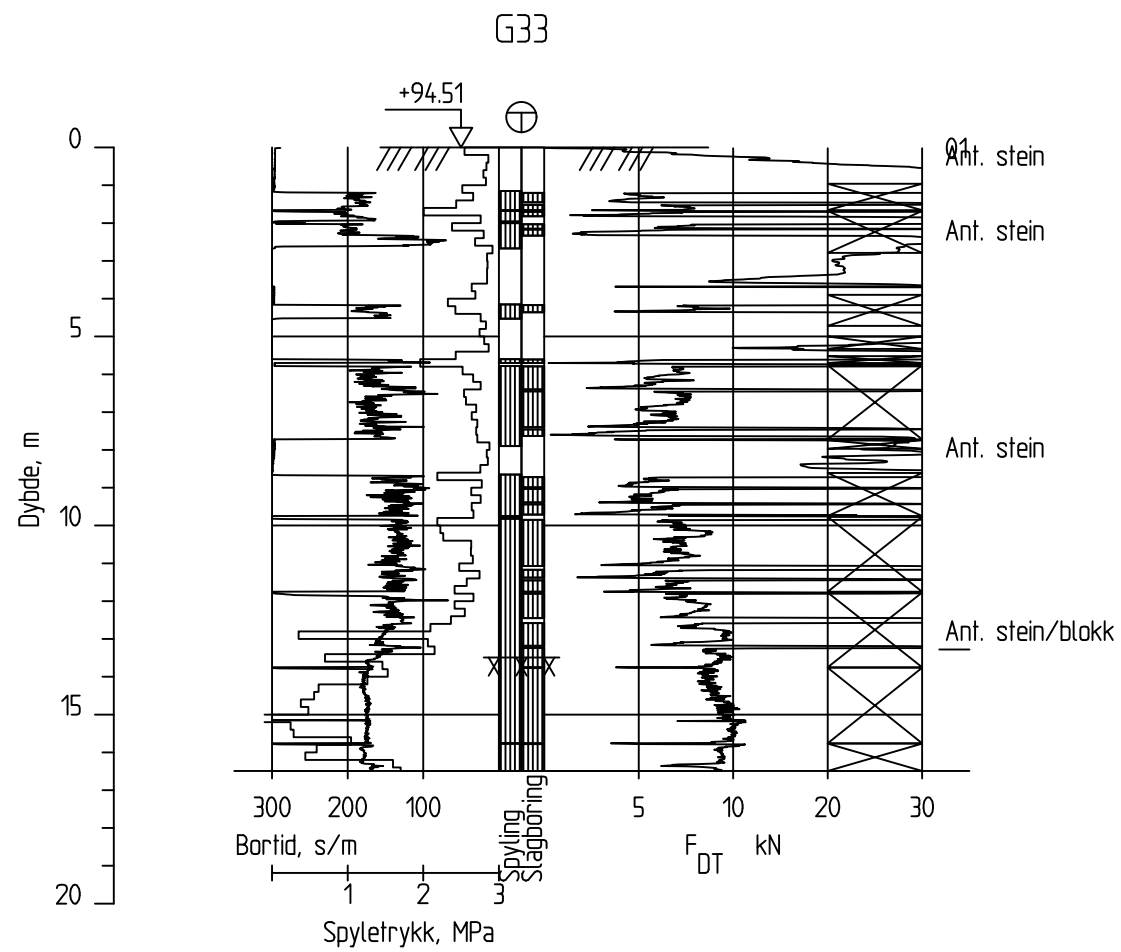 G33
+94.51
0
Q1
Ant. stein
Ant. stein
5
Ant. stein
Dybde, m
10
Ant. stein/blokk
15
300 200 100 5 10 20 30
Spyling
Slagboring
Bortid, s/m
F DT kN
20
1 2 3
Spyletrykk, MPa